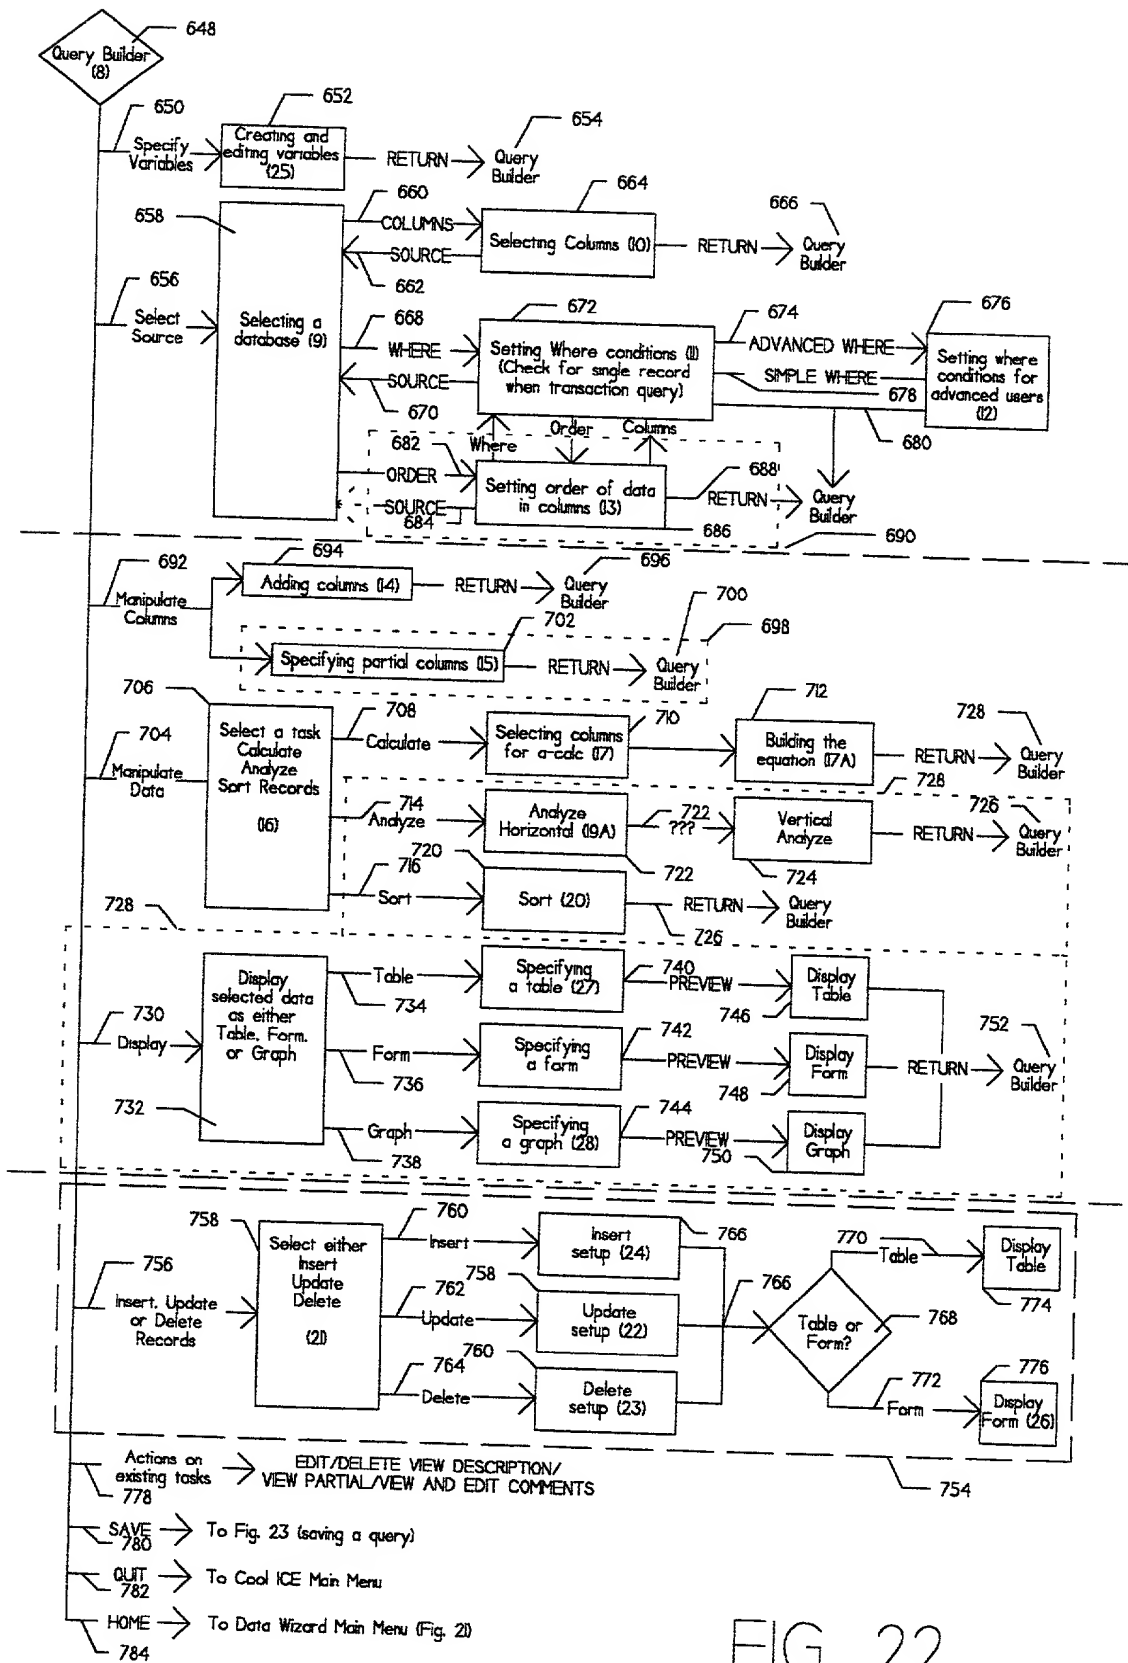 648
Query Builder
(8)
650
Specify
Variables
652
Creating and
editing variables
(25)
RETURN
654
Query
Builder
656
Select
Source
658
Selecting a
database (9)
660
COLUMNS
SOURCE
662
664
Selecting Columns (10)
RETURN
666
Query
Builder
668
WHERE
SOURCE
670
672
Setting Where conditions (11)
(Check for single record
when transaction query)
674
ADVANCED WHERE
SIMPLE WHERE
678
676
Setting where
conditions for
advanced users
(12)
680
Where
Order
Columns
682
ORDER
SOURCE
684
Setting order of data
in columns (13)
686
688
RETURN
Query
Builder
690
692
Manipulate
Columns
694
Adding columns (14)
RETURN
696
Query
Builder
698
702
Specifying partial columns (15)
RETURN
700
Query
Builder
704
Manipulate
Data
706
Select a task
Calculate
Analyze
Sort Records
(16)
708
Calculate
710
Selecting columns
for a-calc (17)
712
Building the
equation (17A)
RETURN
728
Query
Builder
728
714
Analyze
Analyze
Horizontal (19A)
722
???
722
Vertical
Analyze
724
RETURN
726
Query
Builder
716
Sort
720
Sort (20)
RETURN
726
Query
Builder
728
730
Display
732
Display
selected data
as either
Table, Form,
or Graph
Table
734
Specifying
a table (27)
740
PREVIEW
Display
Table
746
Form
736
Specifying
a form
742
PREVIEW
Display
Form
748
RETURN
752
Query
Builder
Graph
738
Specifying
a graph (28)
744
PREVIEW
750
Display
Graph
756
Insert, Update
or Delete
Records
758
Select either
Insert
Update
Delete
(21)
760
Insert
Insert
setup (24)
766
762
Update
758
Update
setup (22)
766
764
Delete
760
Delete
setup (23)
Table or
Form?
768
770
Table
Display
Table
774
772
Form
776
Display
Form (26)
754
Actions on
existing tasks
778
EDIT/DELETE VIEW DESCRIPTION/
VIEW PARTIAL/VIEW AND EDIT COMMENTS
SAVE
780
To Fig. 23 (saving a query)
QUIT
782
To Cool ICE Main Menu
HOME
784
To Data Wizard Main Menu (Fig. 21)
FIG. 22